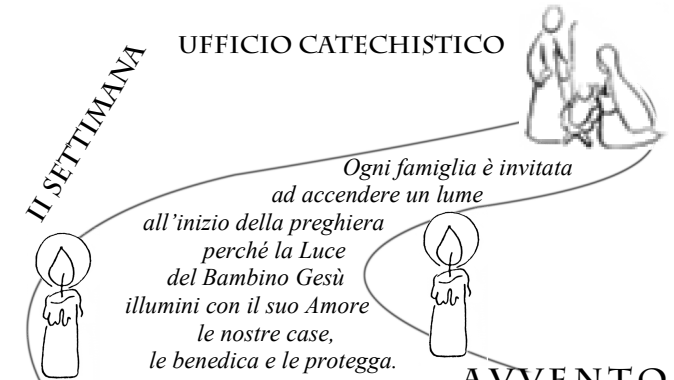 UFFICIO CATECHISTICO
II SETTIMANA
Ogni famiglia è invitata
ad accendere un lume
all'inizio della preghiera
perché la Luce
del Bambino Gesù
illumini con il suo Amore
le nostre case,
le benedica e le protegga.
AVVENTO